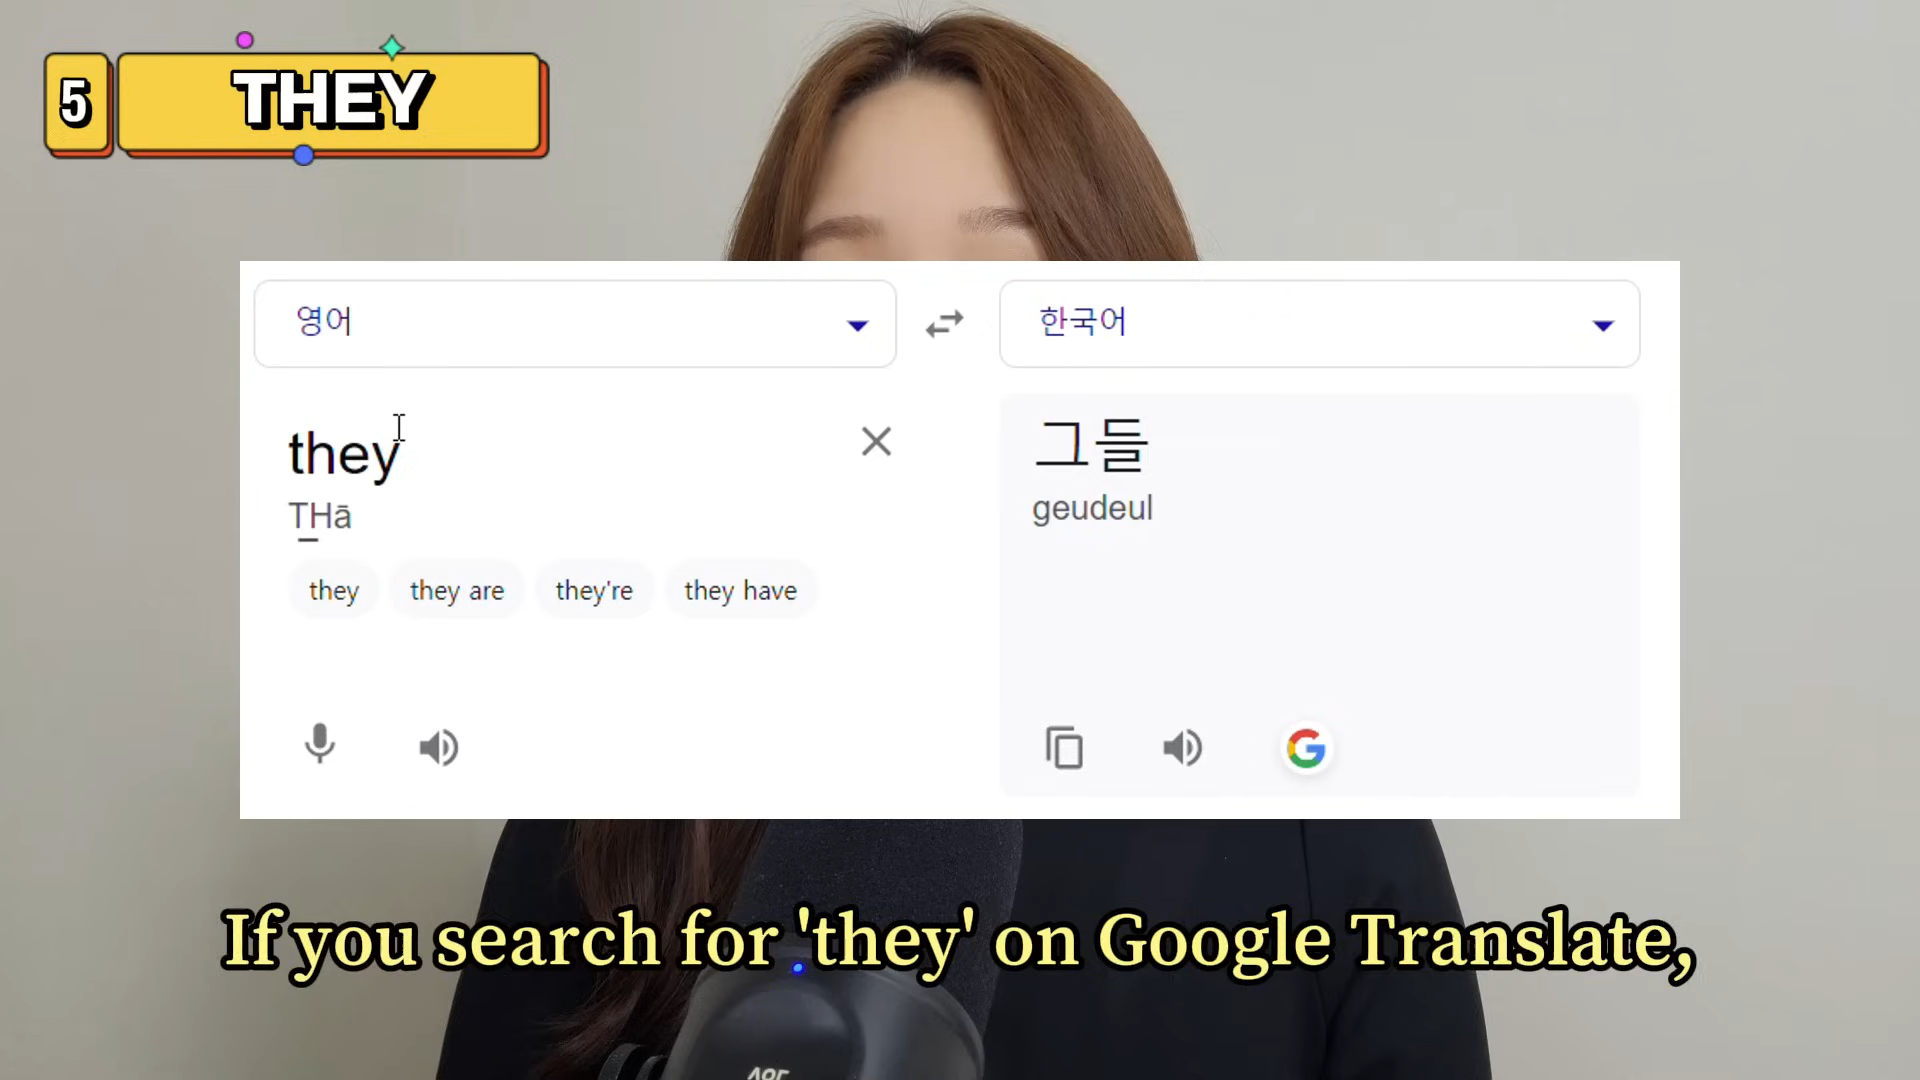 5
THEY
영어
한국어
they
THā
그들
geudeul
they
they are
they're
they have
If you search for 'they' on Google Translate,